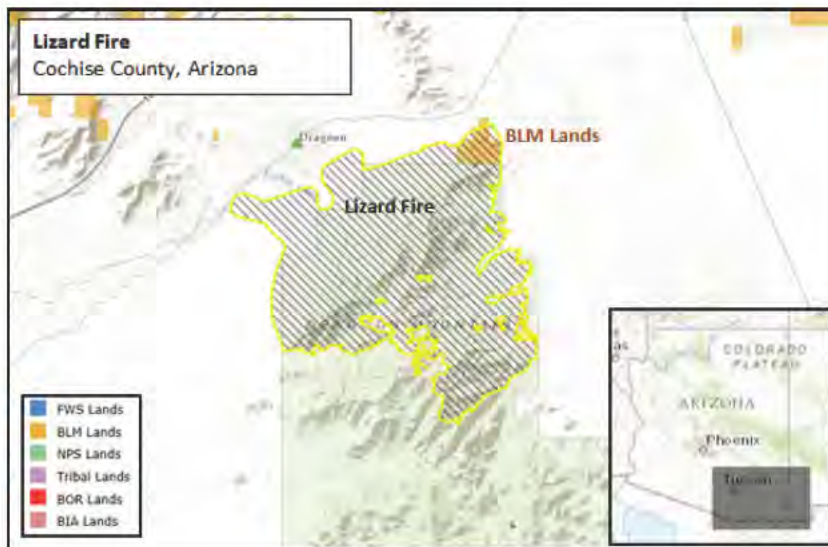 Lizard Fire
Cochise County, Arizona
Dragoon
BLM Lands
Lizard Fire
FWS Lands
BLM Lands
NPS Lands
Tribal Lands
BOR Lands
BIA Lands
as
COLORADO
PLATEAU
ARIZONA
Phoenix
Tucson